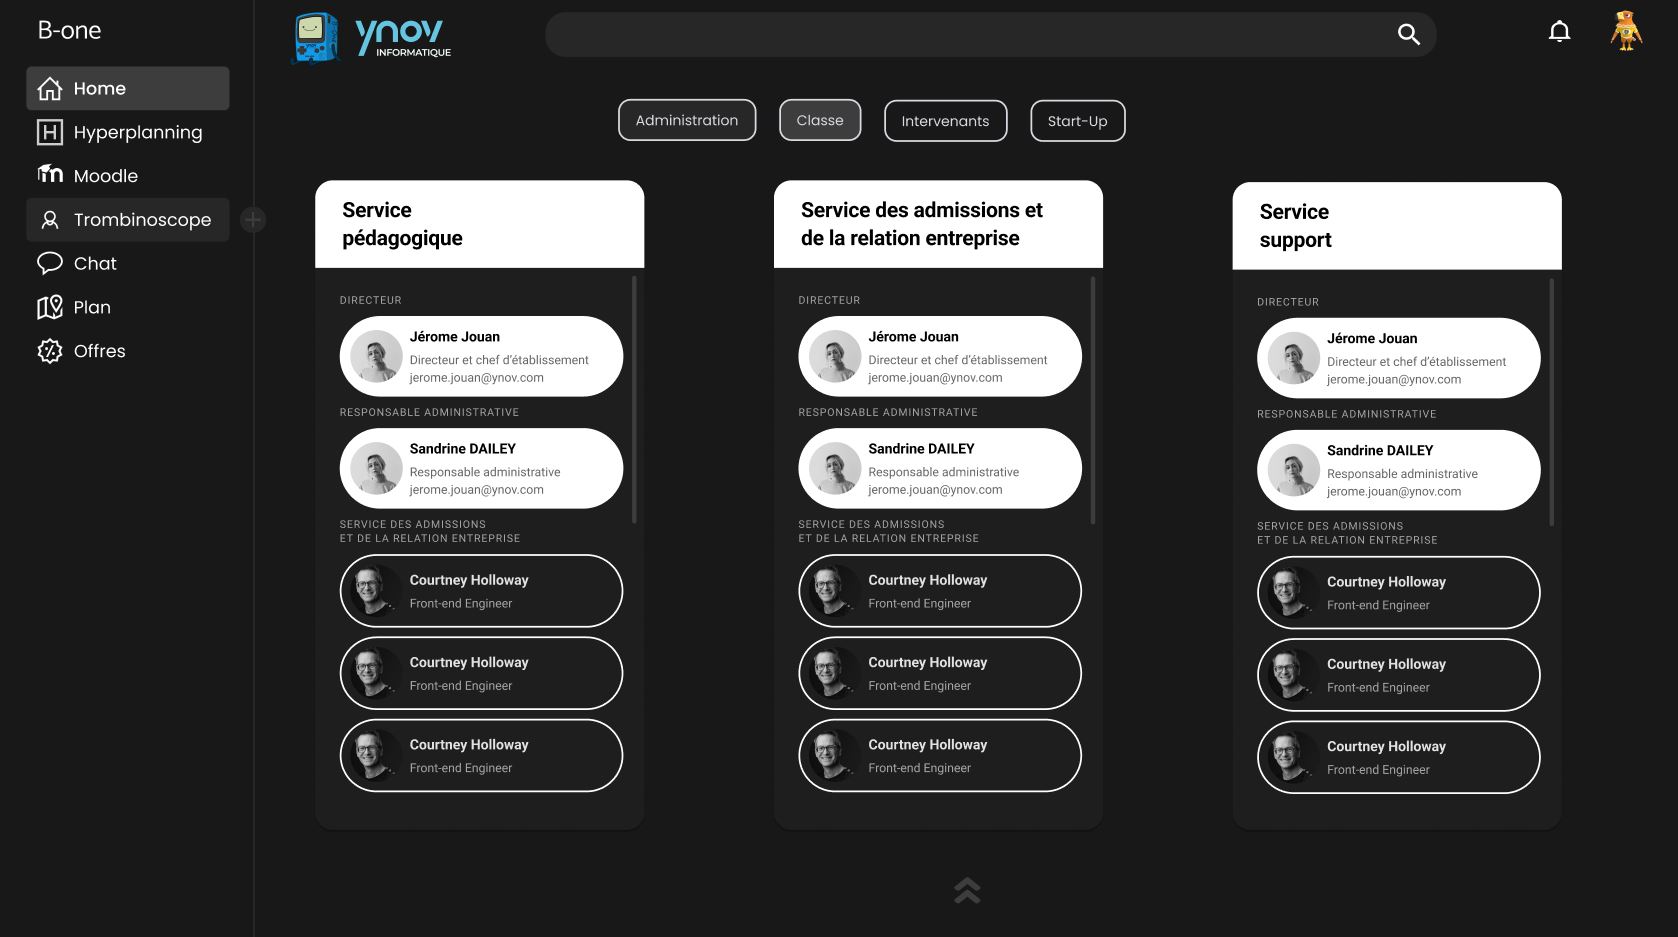 B-one
Home
Hyperplanning
Moodle
Trombinoscope
Chat
Plan
Offres
ynov
INFORMATIQUE
Administration
Classe
Intervenants
Start-Up
Service
pédagogique
DIRECTEUR
Jérome Jouan
Directeur et chef d'établissement
jerome.jouan@ynov.com
RESPONSABLE ADMINISTRATIVE
Sandrine DAILEY
Responsable administrative
jerome.jouan@ynov.com
SERVICE DES ADMISSIONS
ET DE LA RELATION ENTREPRISE
Courtney Holloway
Front-end Engineer
Courtney Holloway
Front-end Engineer
Courtney Holloway
Front-end Engineer
Service des admissions et
de la relation entreprise
DIRECTEUR
Jérome Jouan
Directeur et chef d'établissement
jerome.jouan@ynov.com
RESPONSABLE ADMINISTRATIVE
Sandrine DAILEY
Responsable administrative
jerome.jouan@ynov.com
SERVICE DES ADMISSIONS
ET DE LA RELATION ENTREPRISE
Courtney Holloway
Front-end Engineer
Courtney Holloway
Front-end Engineer
Courtney Holloway
Front-end Engineer
Service
support
DIRECTEUR
Jérome Jouan
Directeur et chef d'établissement
jerome.jouan@ynov.com
RESPONSABLE ADMINISTRATIVE
Sandrine DAILEY
Responsable administrative
jerome.jouan@ynov.com
SERVICE DES ADMISSIONS
ET DE LA RELATION ENTREPRISE
Courtney Holloway
Front-end Engineer
Courtney Holloway
Front-end Engineer
Courtney Holloway
Front-end Engineer